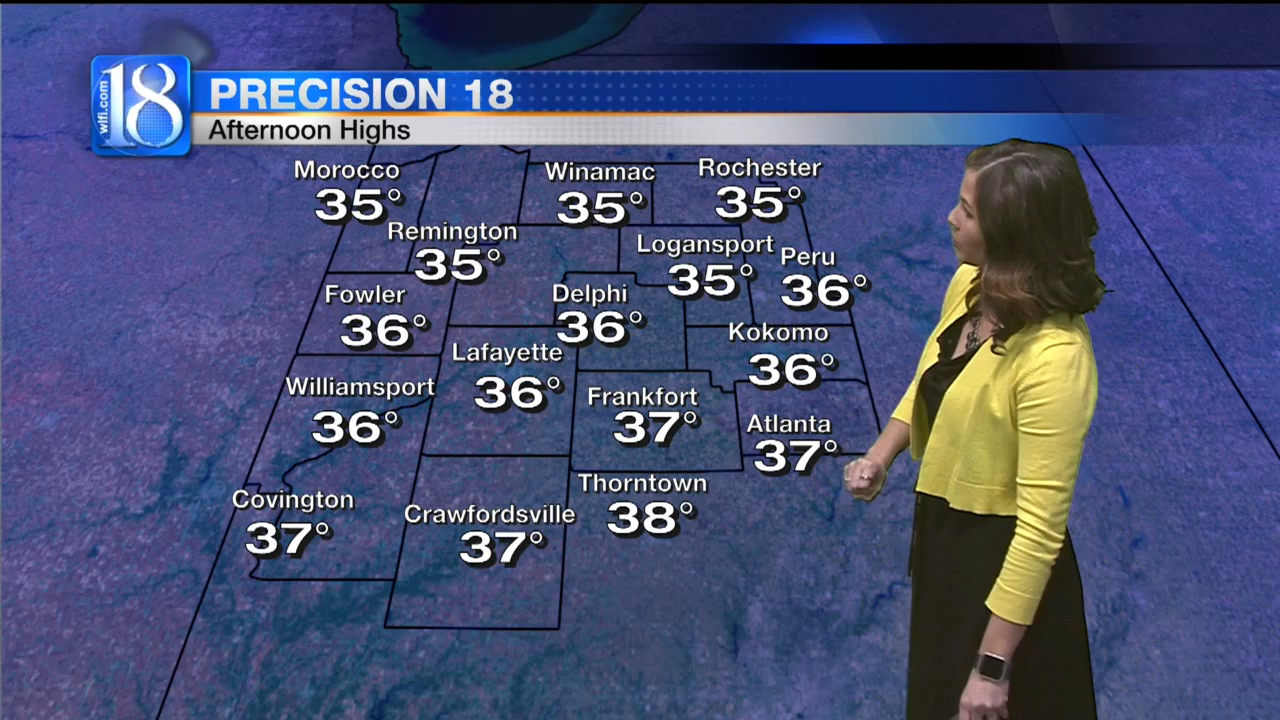 wlfi.com
18
PRECISION 18
Afternoon Highs
Morocco
35°
Winamac
35°
Rochester
35°
Remington
35°
Logansport
35°
Peru
36°
Fowler
36°
Delphi
36°
Kokomo
36°
Lafayette
36°
Williamsport
36°
Frankfort
37°
Atlanta
37°
Thorntown
38°
Covington
37°
Crawfordsville
37°